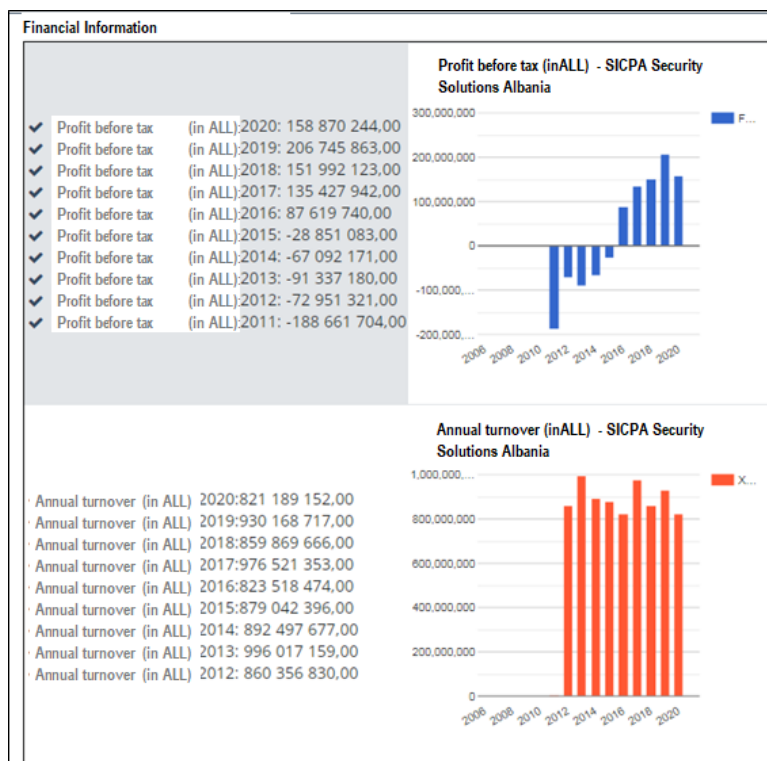 Financial Information
Profit before tax (inALL) - SICPA Security
Solutions Albania
Profit before tax (in ALL):2020: 158 870 244,00
Profit before tax (in ALL):2019: 206 745 863,00
Profit before tax (in ALL):2018: 151 992 123,00
Profit before tax (in ALL):2017: 135 427 942,00
Profit before tax (in ALL):2016: 87 619 740,00
Profit before tax (in ALL):2015: -28 851 083,00
Profit before tax (in ALL):2014: -67 092 171,00
Profit before tax (in ALL):2013: -91 337 180,00
Profit before tax (in ALL):2012: -72 951 321,00
Profit before tax (in ALL):2011: -188 661 704,00
300,000,000
200,000,000
100,000,000
0
-100,000,...
-200,000,...
2006 2008 2010 2012 2014 2016 2018 2020
F...
Annual turnover (inALL) - SICPA Security
Solutions Albania
Annual turnover (in ALL) 2020:821 189 152,00
Annual turnover (in ALL) 2019:930 168 717,00
Annual turnover (in ALL) 2018:859 869 666,00
Annual turnover (in ALL) 2017:976 521 353,00
Annual turnover (in ALL) 2016:823 518 474,00
Annual turnover (in ALL) 2015:879 042 396,00
Annual turnover (in ALL) 2014: 892 497 677,00
Annual turnover (in ALL) 2013: 996 017 159,00
Annual turnover (in ALL) 2012: 860 356 830,00
1,000,000,...
800,000,000
600,000,000
400,000,000
200,000,000
0
2006 2008 2010 2012 2014 2016 2018 2020
X...